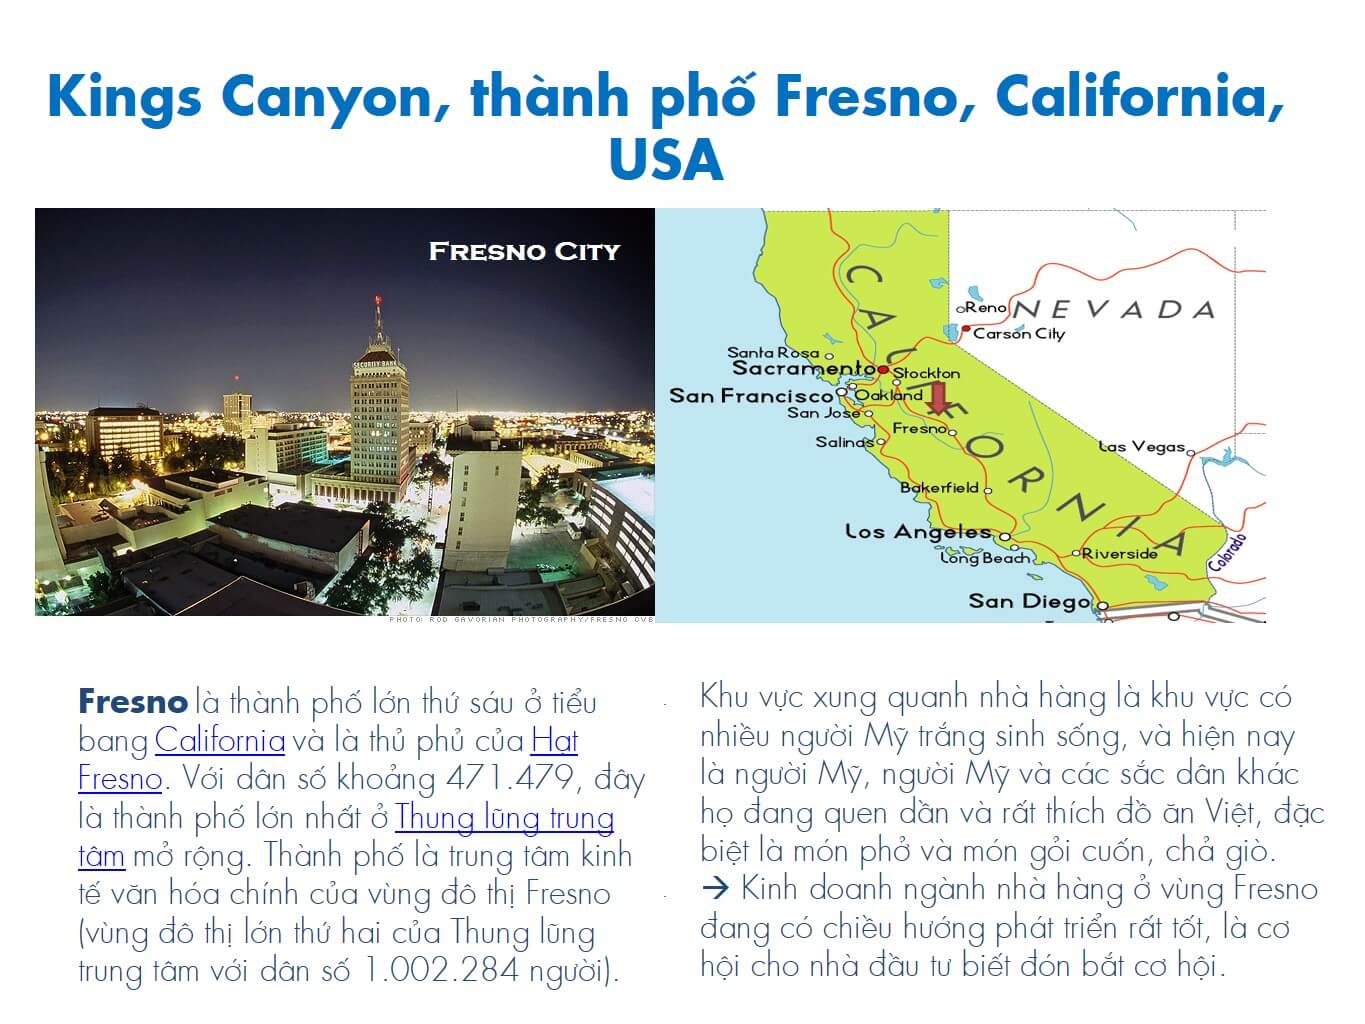 Kings Canyon, thành phố Fresno, California,
USA
FRESNO CITY
SECURITY BANK
PHOTO: ROD GAVORIAN PHOTOGRAPHY/FRESNO CVB
CALIFORNIA
NEVADA
Reno
Carson City
Santa Rosa
Sacramento
Stockton
San Francisco
Oakland
San Jose
Fresno
Salinas
Las Vegas
Bakerfield
Los Angeles
Long Beach
Riverside
Colorado
San Diego
Fresno là thành phố lớn thứ sáu ở tiểu
bang California và là thủ phủ của Hạt
Fresno. Với dân số khoảng 471.479, đây
là thành phố lớn nhất ở Thung lũng trung
tâm mở rộng. Thành phố là trung tâm kinh
tế văn hóa chính của vùng đô thị Fresno
(vùng đô thị lớn thứ hai của Thung lũng
trung tâm với dân số 1.002.284 người).
Khu vực xung quanh nhà hàng là khu vực có
nhiều người Mỹ trắng sinh sống, và hiện nay
là người Mỹ, người Mỹ và các sắc dân khác
họ đang quen dần và rất thích đồ ăn Việt, đặc
biệt là món phở và món gỏi cuốn, chả giò.
→ Kinh doanh ngành nhà hàng ở vùng Fresno
đang có chiều hướng phát triển rất tốt, là cơ
hội cho nhà đầu tư biết đón bắt cơ hội.